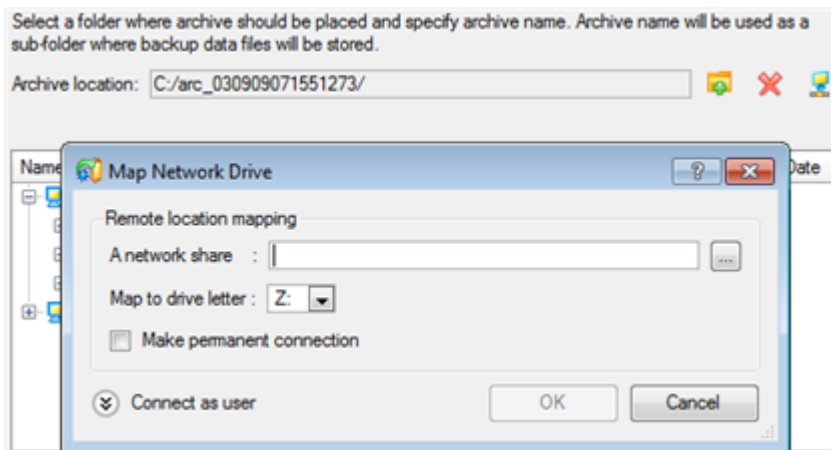 Select a folder where archive should be placed and specify archive name. Archive name will be used as a
sub-folder where backup data files will be stored.
Archive location: C:/arc_030909071551273/
Name
Date
Map Network Drive
Remote location mapping
A network share :
Map to drive letter : Z:
Make permanent connection
Connect as user
OK
Cancel